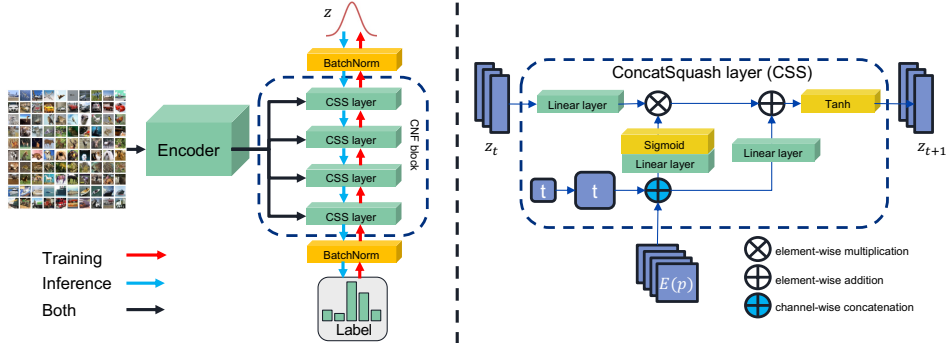 z
BatchNorm
CSS layer
CSS layer
CSS layer
CSS layer
CNF block
Encoder
BatchNorm
Label
Training
Inference
Both
ConcatSquash layer (CSS)
Linear layer
Tanh
z_t
z_{t+1}
Sigmoid
Linear layer
Linear layer
t
t
E(p)
element-wise multiplication
element-wise addition
channel-wise concatenation